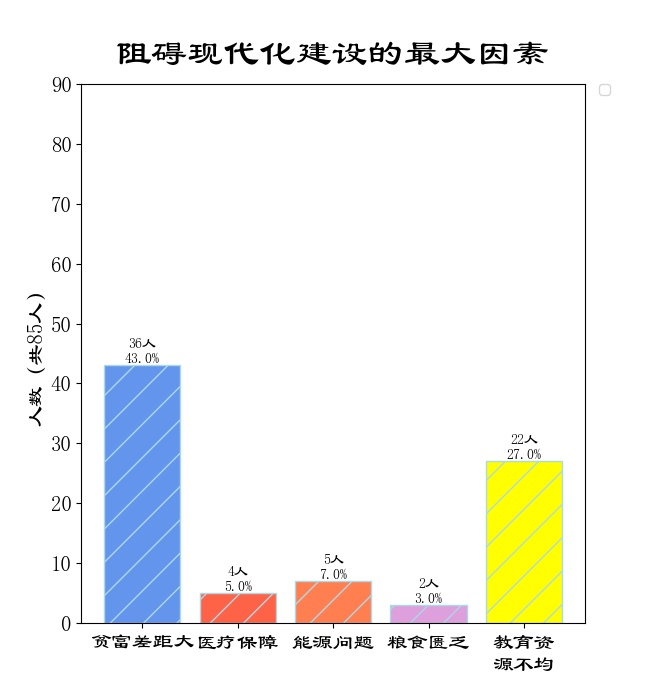 阻碍现代化建设的最大因素
90
80
70
60
50
40
30
20
10
0
人数（共85人）
36人
43.0%
4人
5.0%
5人
7.0%
2人
3.0%
22人
27.0%
贫富差距大
医疗保障
能源问题
粮食匮乏
教育资
源不均